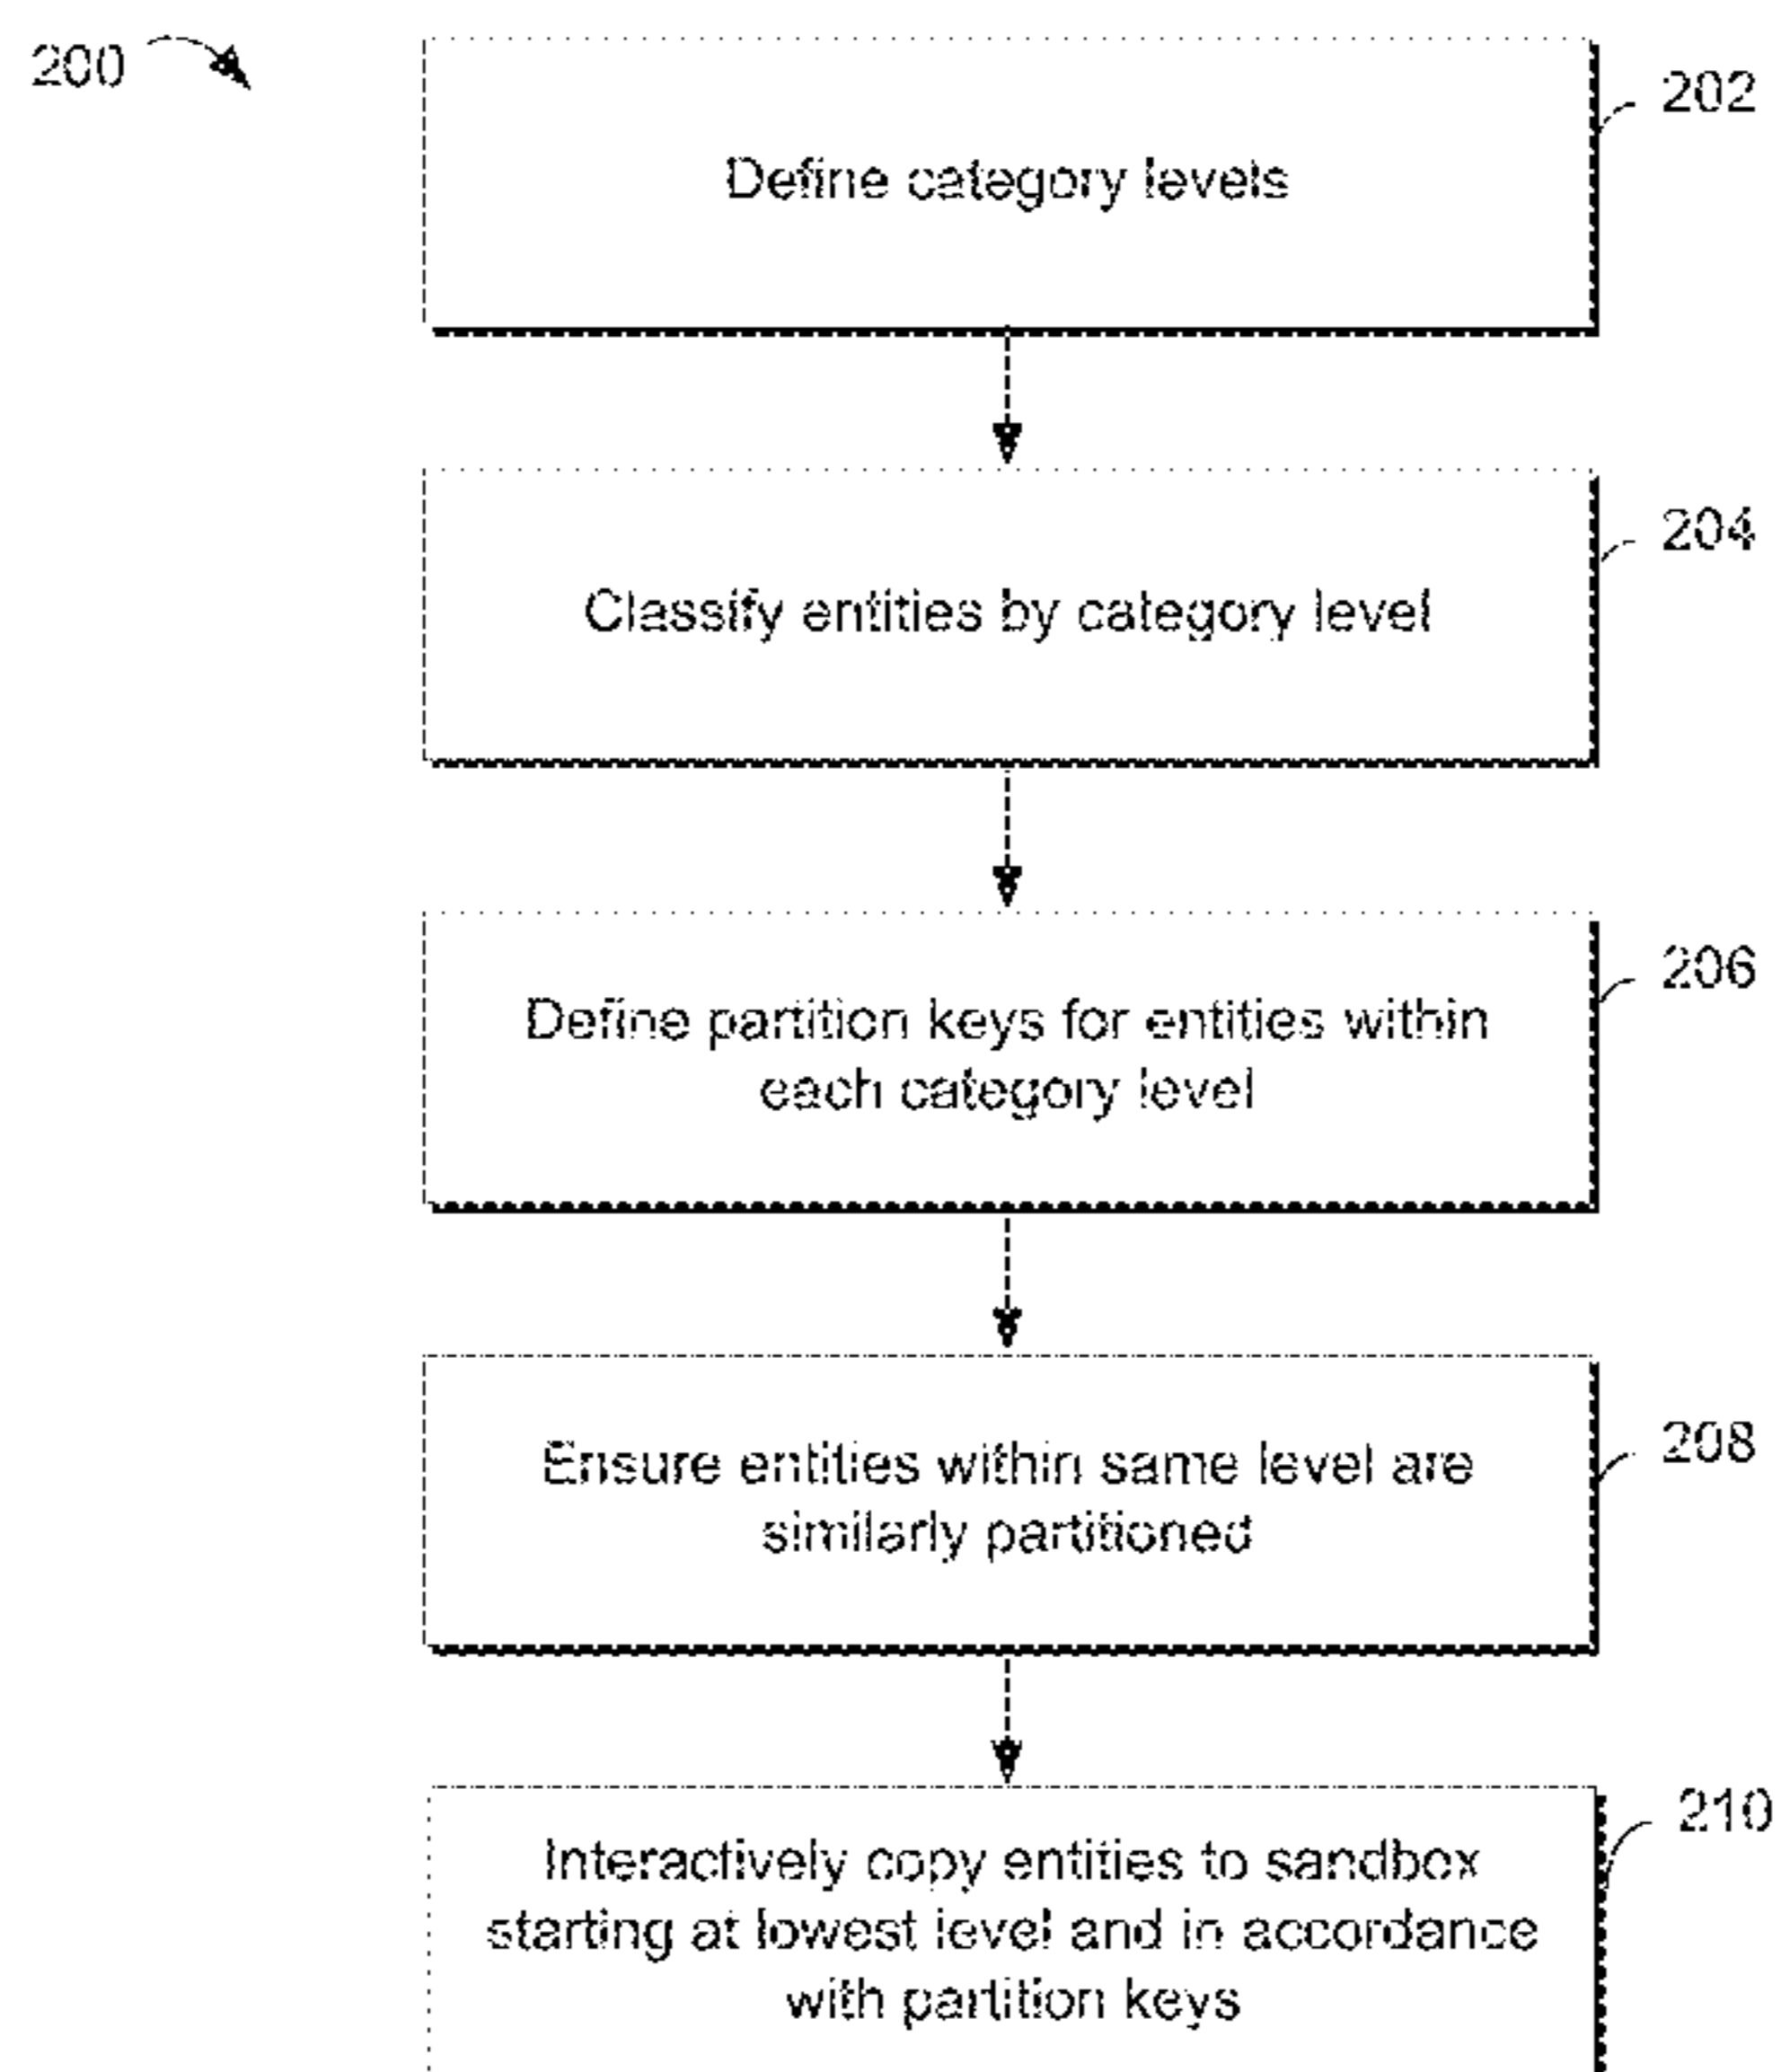 200
202
Define category levels
204
Classify entities by category level
206
Define partition keys for entities within
each category level
208
Ensure entities within same level are
similarly partitioned
210
Interactively copy entities to sandbox
starting at lowest level and in accordance
with partition keys